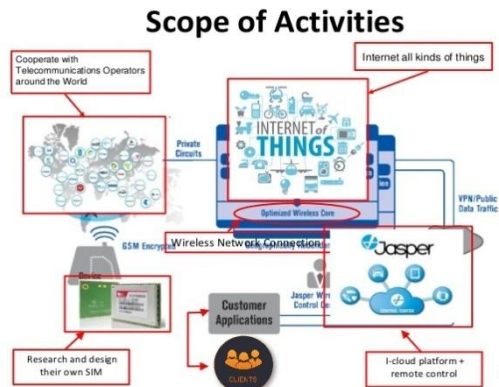 Scope of Activities
Cooperate with
Telecommunications Operators
around the World
Internet all kinds of things
INTERNET of
THINGS
Private
Circuits
Optimized Wireless Core
VPN/Public
Data Traffic
GSM Encrypted
Wireless Network Connection
Jasper
Device
Jasper
Control
CONTROL CENTER
Customer
Applications
Research and design
their own SIM
CLIENTS
I-cloud platform +
remote control